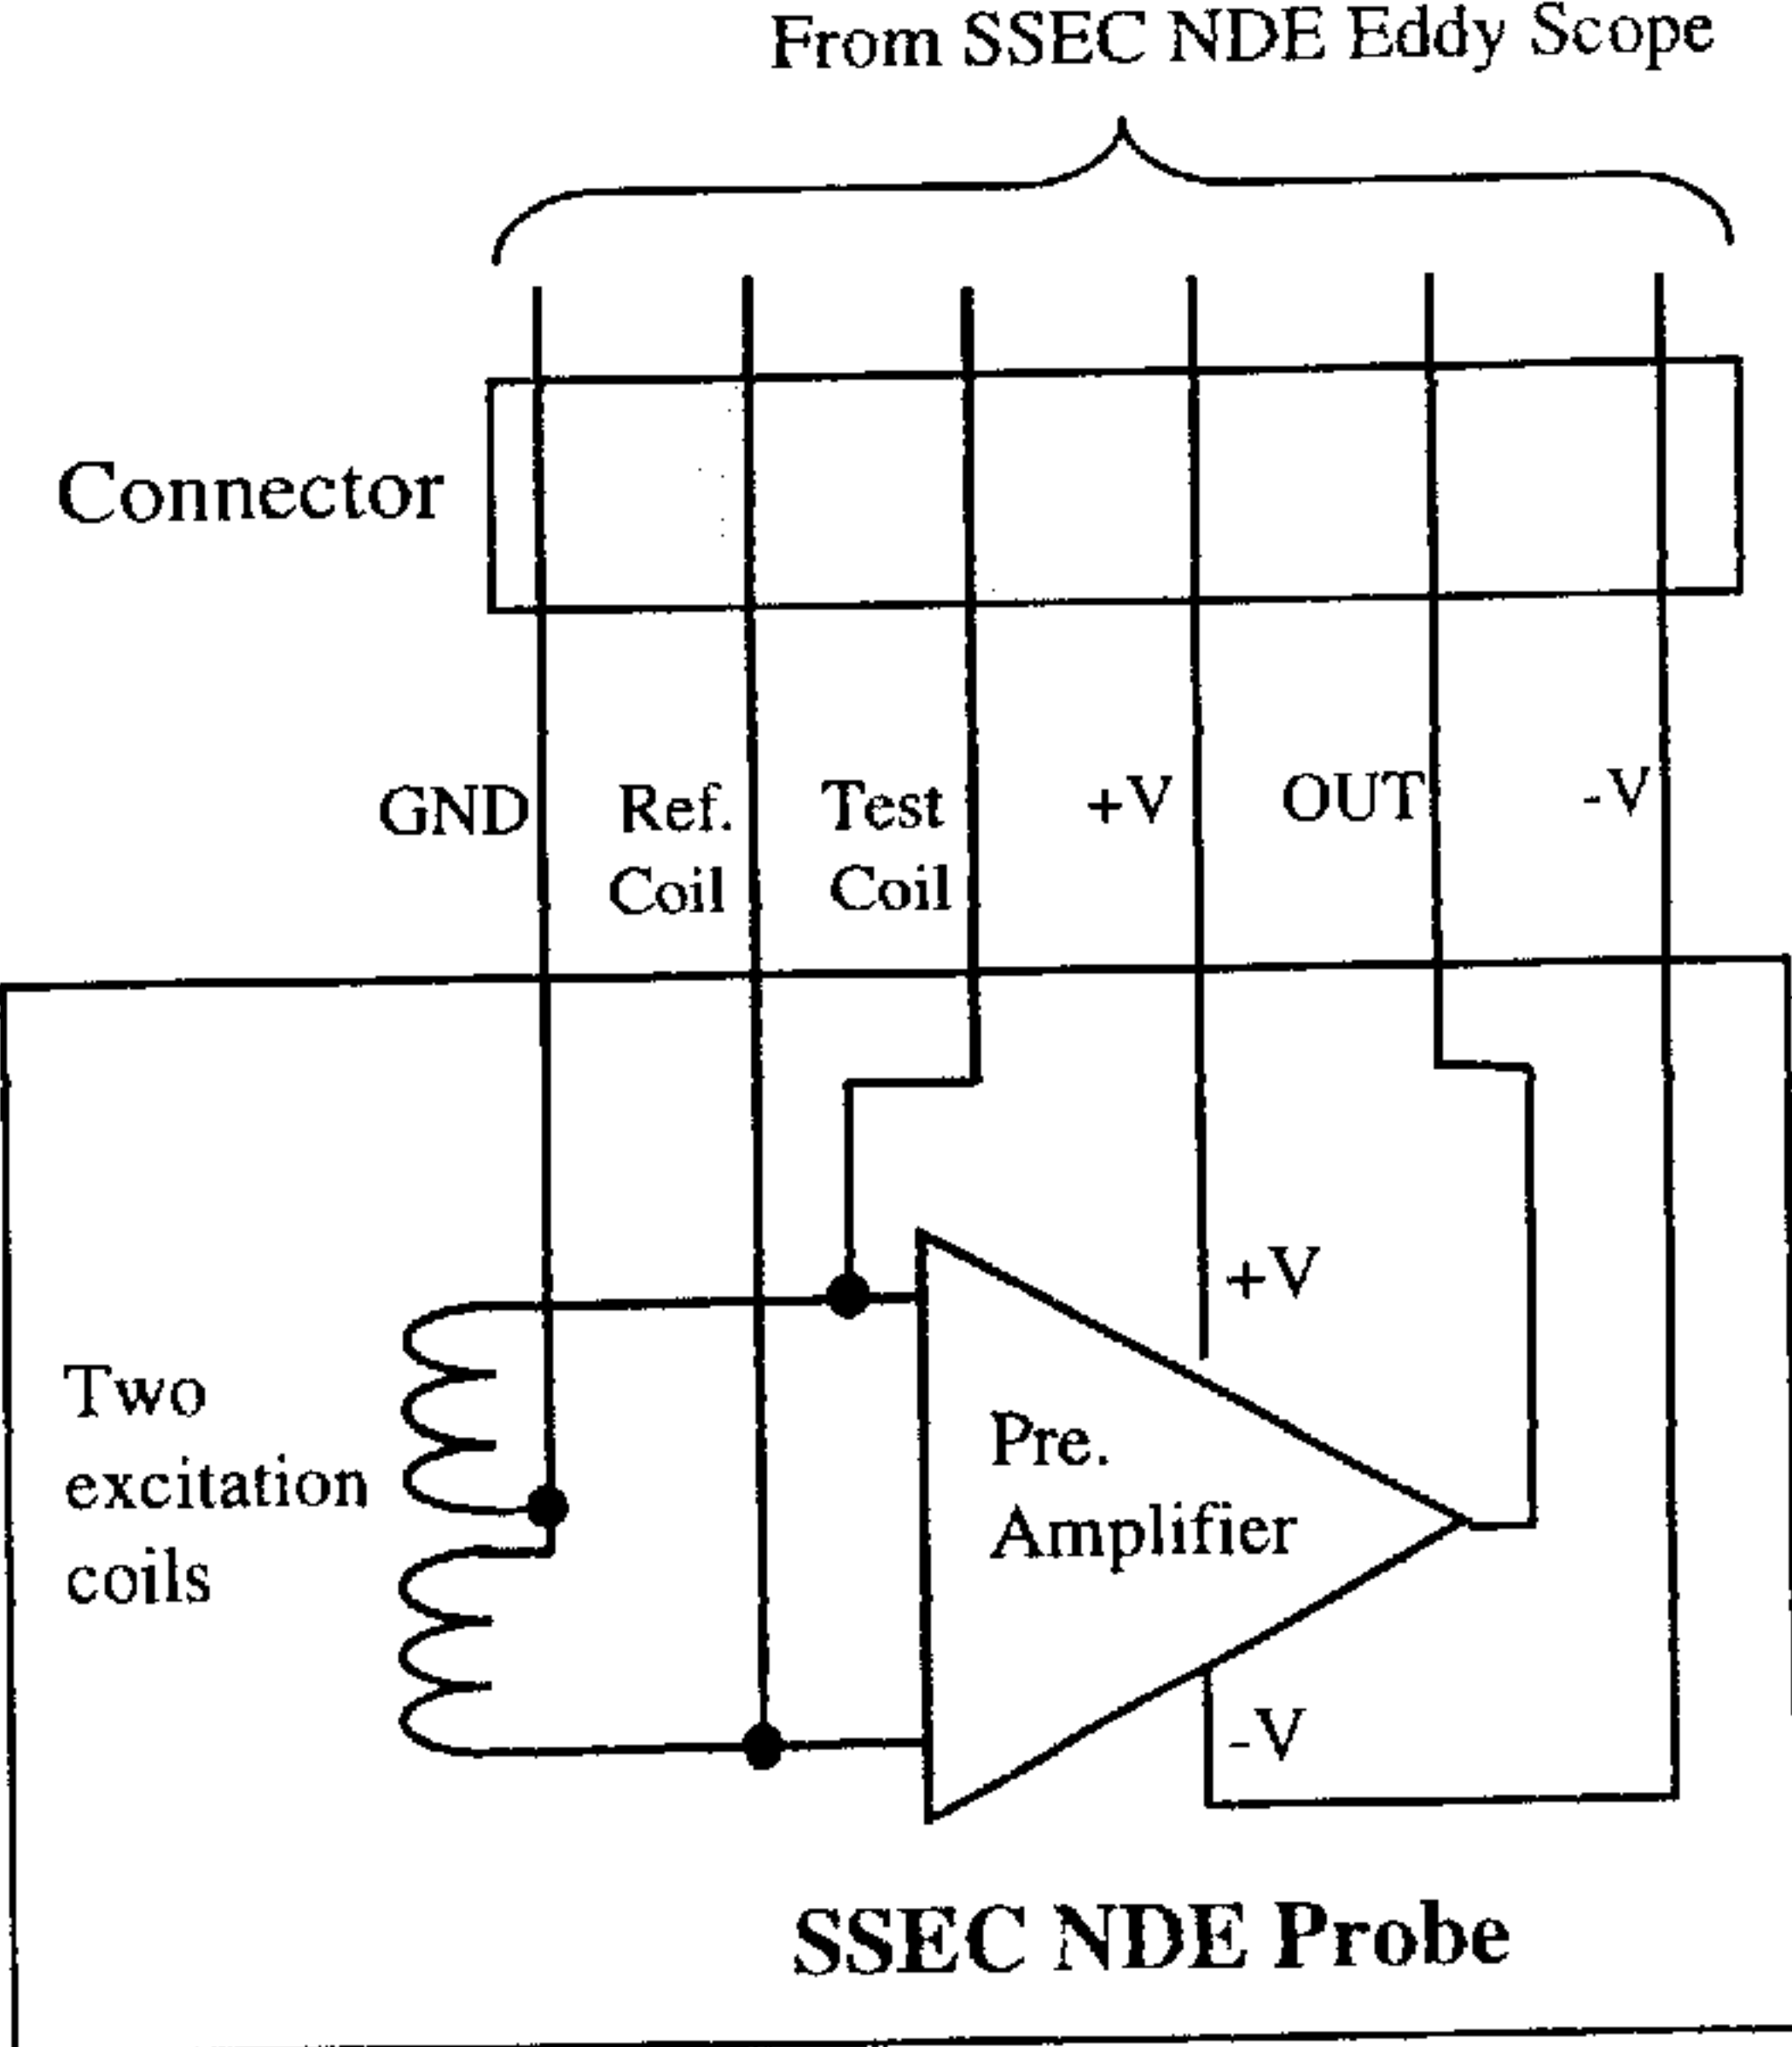 From SSEC NDE Eddy Scope
Connector
GND
Ref.
Coil
Test
Coil
+V
OUT
-V
+V
Two
excitation
coils
Pre.
Amplifier
-V
SSEC NDE Probe